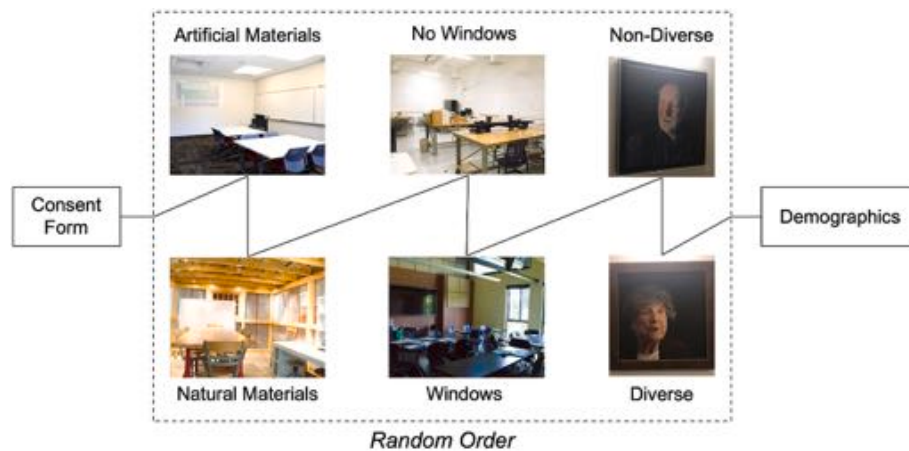 Artificial Materials
No Windows
Non-Diverse
Consent
Form
Demographics
Natural Materials
Windows
Diverse
Random Order